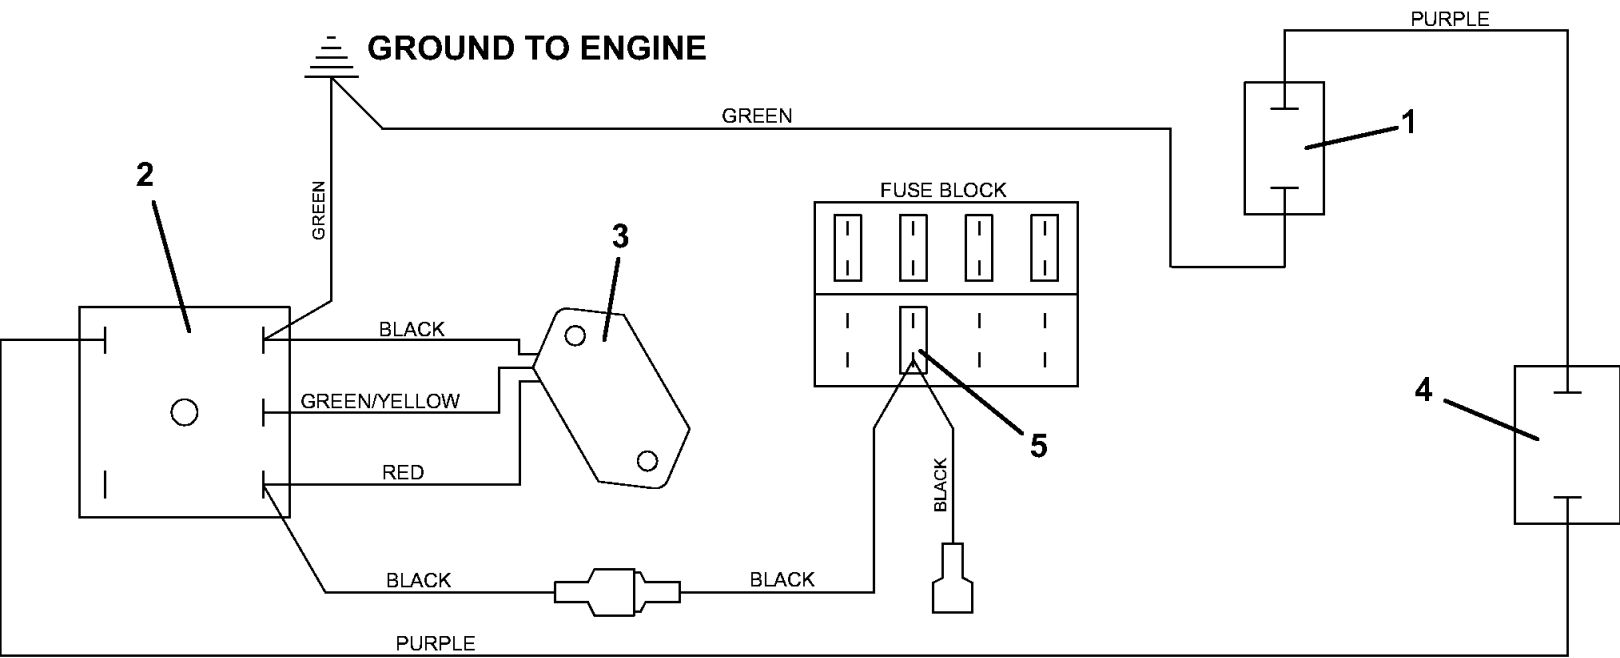 PURPLE
GROUND TO ENGINE
GREEN
1
2
GREEN
FUSE BLOCK
3
BLACK
4
GREEN/YELLOW
5
RED
BLACK
BLACK
BLACK
PURPLE